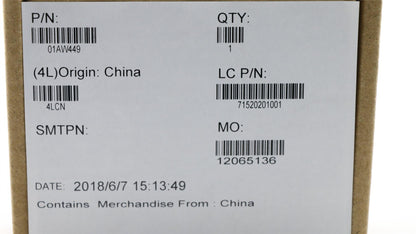 P/N:
QTY:
01AW449
1
(4L)Origin: China
LC P/N:
4LCN
71520201001
SMTPN:
MO:
12065136
DATE: 2018/6/7 15:13:49
Contains Merchandise From : China